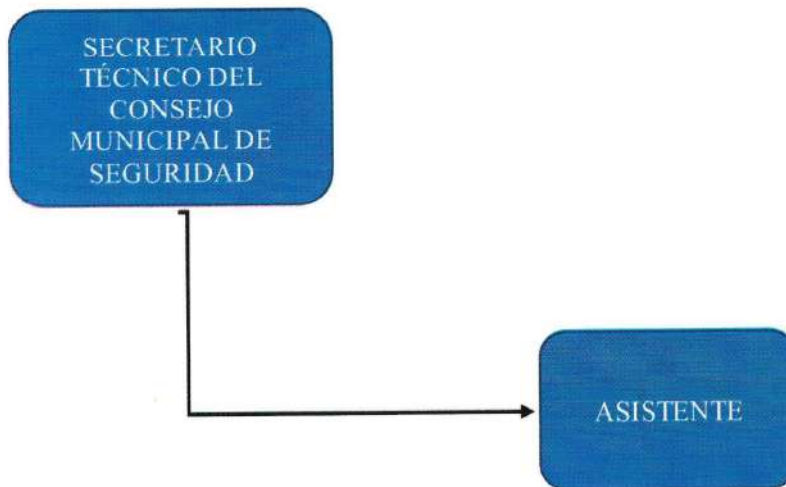 SECRETARIO
TÉCNICO DEL
CONSEJO
MUNICIPAL DE
SEGURIDAD
ASISTENTE